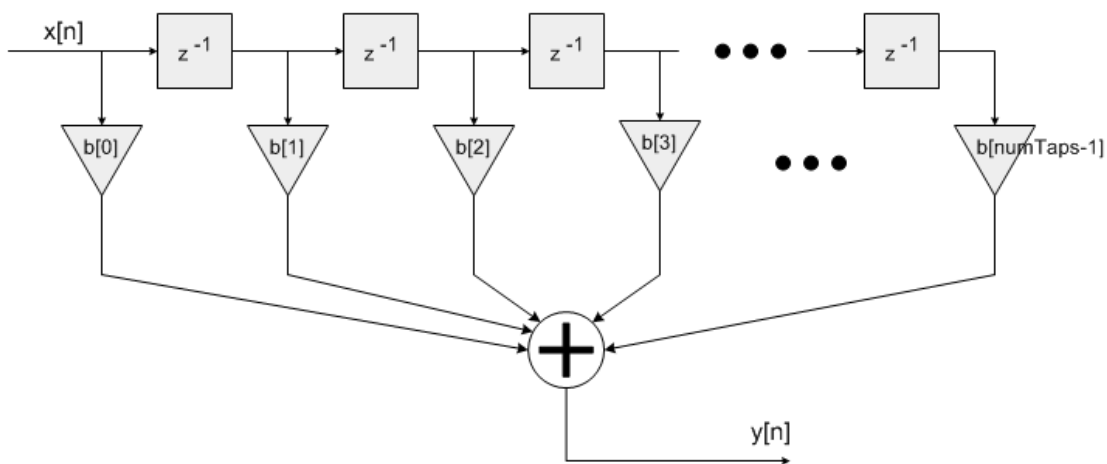 x[n]
z -1
z -1
z -1
z -1
b[0]
b[1]
b[2]
b[3]
b[numTaps-1]
y[n]